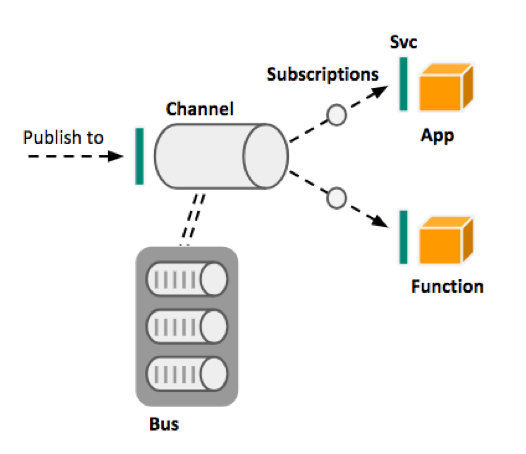 Svc
Subscriptions
Channel
App
Publish to
Function
Bus